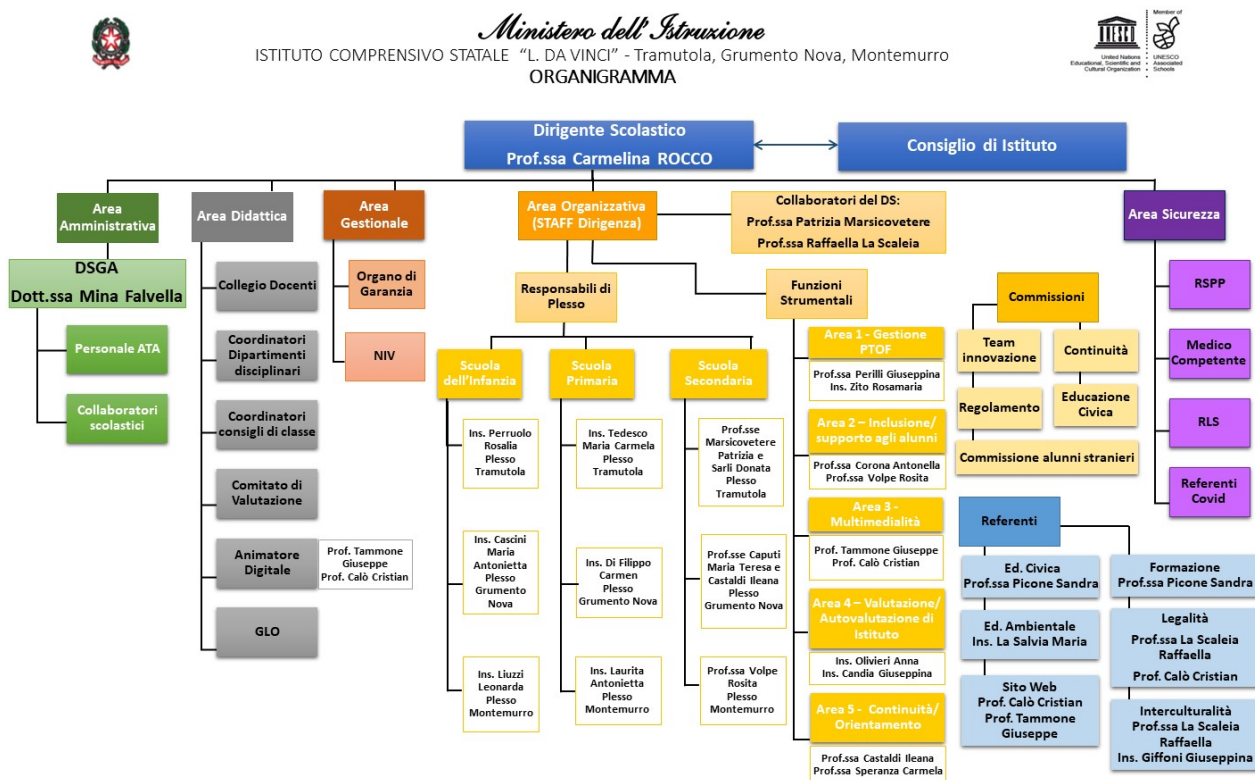 Ministero dell'Istruzione
ISTITUTO COMPRENSIVO STATALE "L. DA VINCI" - Tramutola, Grumento Nova, Montemurro
ORGANIGRAMMA
UNESCO
United Nations
Educational, Scientific and
Cultural Organization
Member of
UNESCO
Associated
Schools
Dirigente Scolastico
Prof.ssa Carmelina ROCCO
Consiglio di Istituto
Area
Amministrativa
DSGA
Dott.ssa Mina Falvella
Personale ATA
Collaboratori
scolastici
Area Didattica
Collegio Docenti
Coordinatori
Dipartimenti
disciplinari
Coordinatori
consigli di classe
Comitato di
Valutazione
Animatore
Digitale
Prof. Tammone
Giuseppe
Prof. Calò Cristian
GLO
Area
Gestionale
Organo di
Garanzia
NIV
Area Organizzativa
(STAFF Dirigenza)
Collaboratori del DS:
Prof.ssa Patrizia Marsicovetere
Prof.ssa Raffaella La Scaleia
Responsabili di
Plesso
Scuola
dell'Infanzia
Ins. Perruolo
Rosalia
Plesso
Tramutola
Ins. Cascini
Maria
Antonietta
Plesso
Grumento
Nova
Ins. Liuzzi
Leonarda
Plesso
Montemurro
Scuola
Primaria
Ins. Tedesco
Maria Carmela
Plesso
Tramutola
Ins. Di Filippo
Carmen
Plesso
Grumento Nova
Ins. Laurita
Antonietta
Plesso
Montemurro
Scuola
Secondaria
Prof.sse
Marsicovetere
Patrizia e
Sarli Donata
Plesso
Tramutola
Prof.sse Caputi
Maria Teresa e
Castaldi Ileana
Plesso
Grumento Nova
Prof.ssa Volpe
Rosita
Plesso
Montemurro
Funzioni
Strumentali
Area 1 - Gestione
PTOF
Prof.ssa Perilli Giuseppina
Ins. Zito Rosamaria
Area 2 – Inclusione/
supporto agli alunni
Prof.ssa Corona Antonella
Prof.ssa Volpe Rosita
Area 3 -
Multimedialità
Prof. Tammone Giuseppe
Prof. Calò Cristian
Area 4 – Valutazione/
Autovalutazione di
Istituto
Ins. Olivieri Anna
Ins. Candia Giuseppina
Area 5 - Continuità/
Orientamento
Prof.ssa Castaldi Ileana
Prof.ssa Speranza Carmela
Commissioni
Team
innovazione
Continuità
Regolamento
Educazione
Civica
Commissione alunni stranieri
Referenti
Ed. Civica
Prof.ssa Picone Sandra
Ed. Ambientale
Ins. La Salvia Maria
Sito Web
Prof. Calò Cristian
Prof. Tammone
Giuseppe
Formazione
Prof.ssa Picone Sandra
Legalità
Prof.ssa La Scaleia
Raffaella
Prof. Calò Cristian
Interculturalità
Prof.ssa La Scaleia
Raffaella
Ins. Giffoni Giuseppina
Area Sicurezza
RSPP
Medico
Competente
RLS
Referenti
Covid